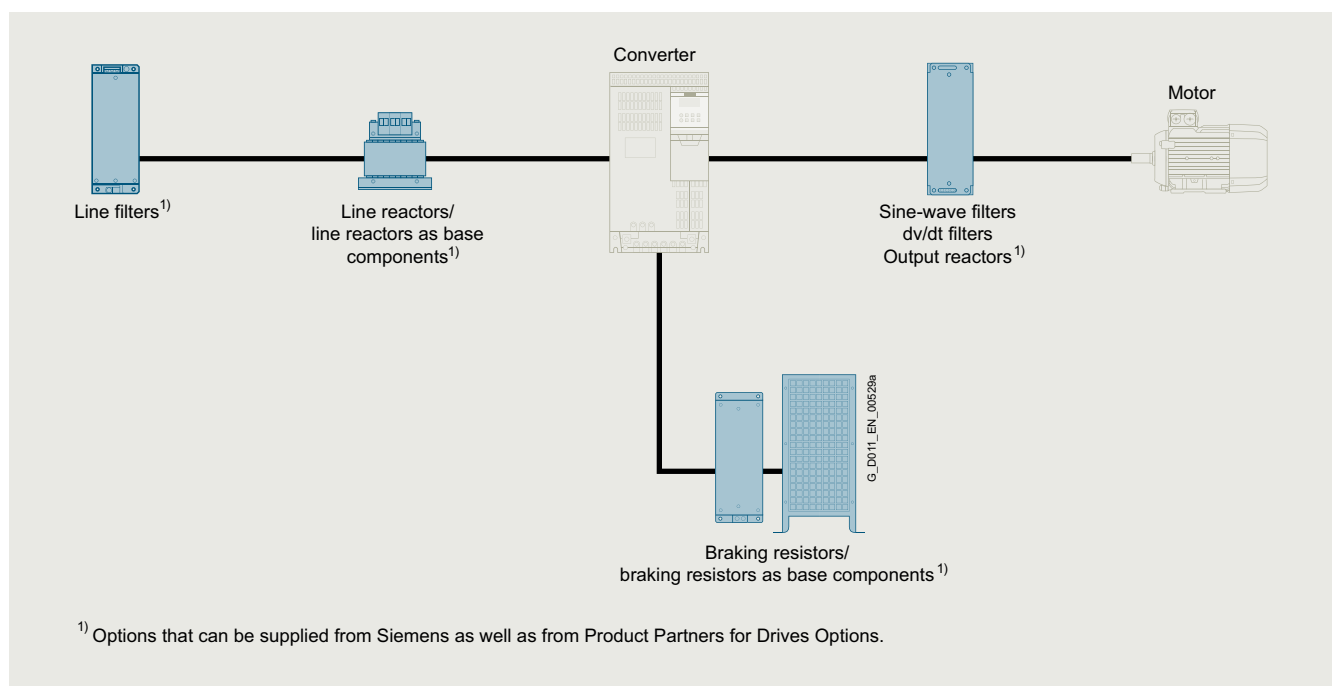 Converter
Motor
Line filters1)
Line reactors/
line reactors as base
components1)
Sine-wave filters
dv/dt filters
Output reactors1)
G_D011_EN_00529a
Braking resistors/
braking resistors as base components1)
1) Options that can be supplied from Siemens as well as from Product Partners for Drives Options.